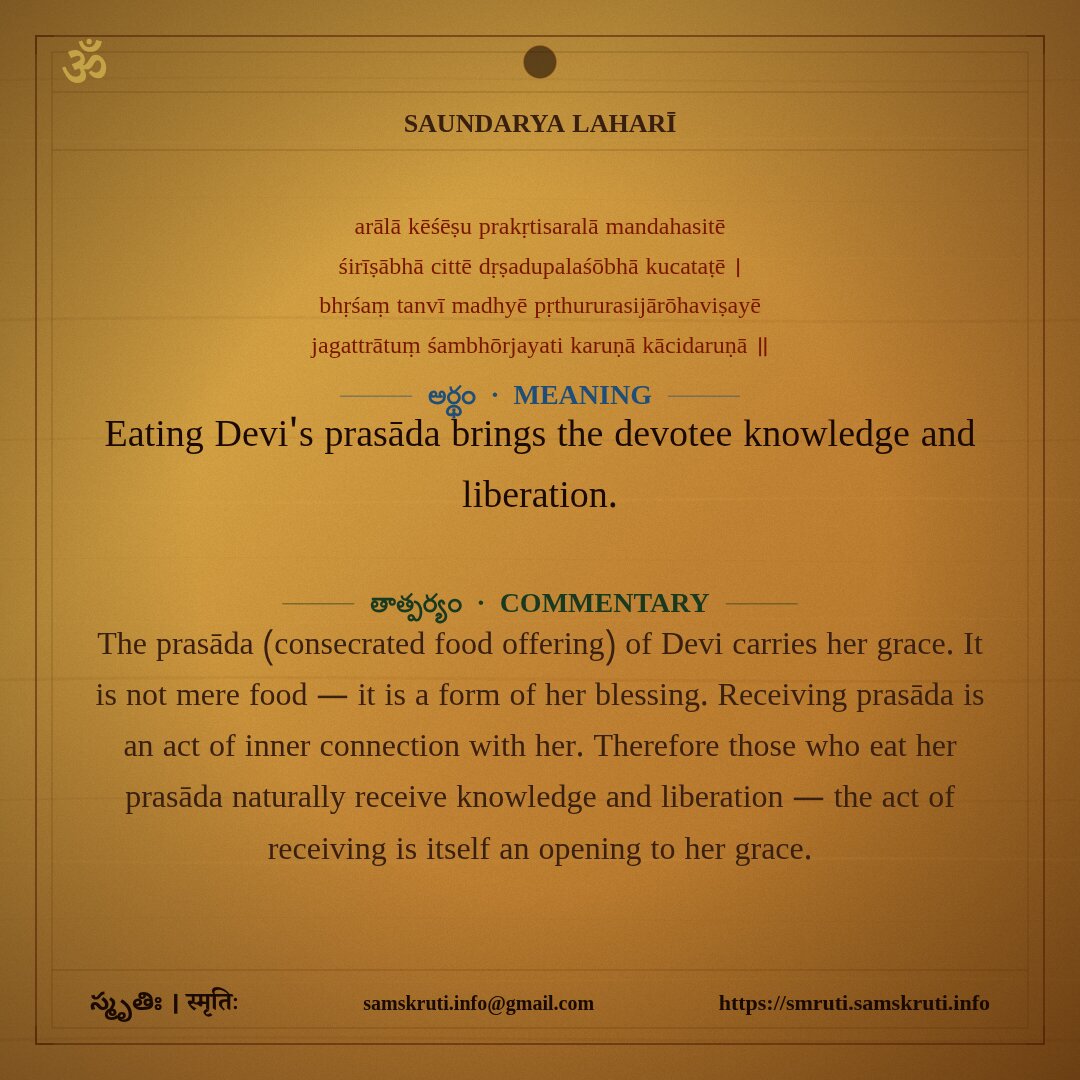 ॐ
SAUNDARYA LAHARĪ
arālā kēśēṣu prakṛtisaralā mandahasitē
śirīṣābhā cittē dṛṣadupalaśōbhā kucataṭē |
bhṛśaṃ tanvī madhyē pṛthururasijārōhaviṣayē
jagattrātuṃ śambhōrjayati karuṇā kācidaruṇā ||
అర్థం · MEANING
Eating Devi's prasāda brings the devotee knowledge and
liberation.
తాత్పర్యం · COMMENTARY
The prasāda (consecrated food offering) of Devi carries her grace. It
is not mere food — it is a form of her blessing. Receiving prasāda is
an act of inner connection with her. Therefore those who eat her
prasāda naturally receive knowledge and liberation — the act of
receiving is itself an opening to her grace.
స్మృతిః | स्मृतिः samskruti.info@gmail.com https://smruti.samskruti.info